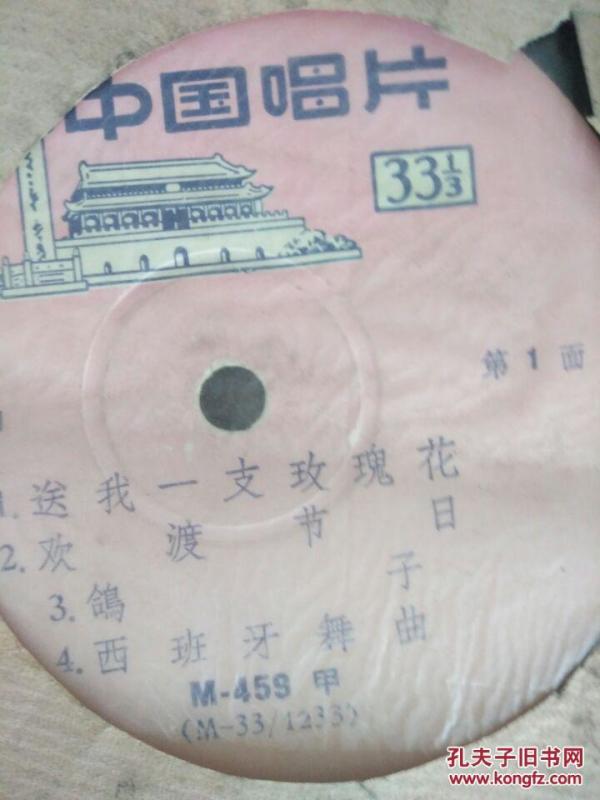 中国唱片
33⅓
第1面
1.送我一支玫瑰花
2.欢渡节日
3.鸽子
4.西班牙舞曲
M-459 甲
(M-33/1233)
孔夫子旧书网
www.kongfz.com